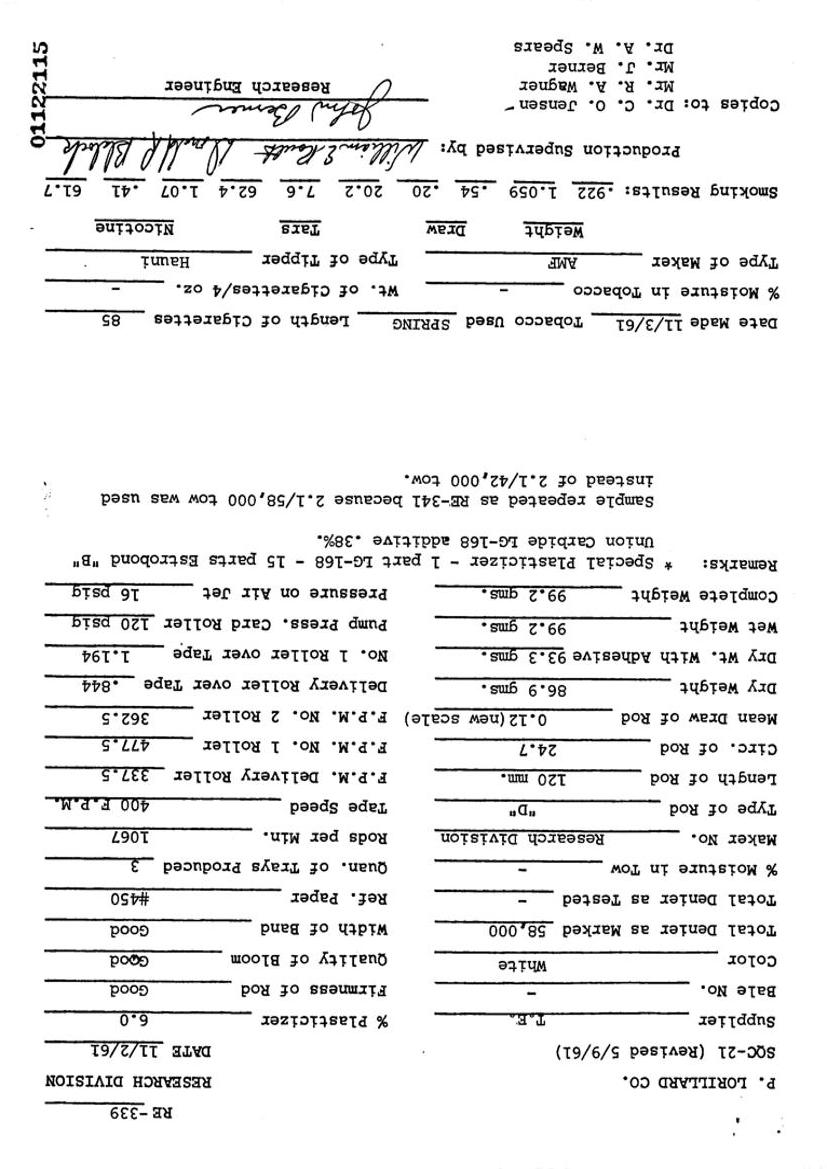 RE-339
P. LORILLARD CO. RESEARCH DIVISION
SQC-21 (Revised 5/9/61) DATE 11/2/61
Supplier T.E. % Plasticizer 6.0
Bale No. - Firmness of Rod Good
Color White Quality of Bloom Good
Total Denier as Marked 58,000 Width of Band Good
Total Denier as Tested - Ref. Paper #450
% Moisture in Tow - Quan. of Trays Produced 3
Maker No. Research Division Rods per Min. 1067
Type of Rod "D" Tape Speed 400 F.P.M.
Length of Rod 120 mm. F.P.M. Delivery Roller 337.5
Circ. of Rod 24.7 F.P.M. No. 1 Roller 477.5
Mean Draw of Rod 0.12(new scale) F.P.M. No. 2 Roller 362.5
Dry Weight 86.9 gms. Delivery Roller over Tape .844
Dry Wt. With Adhesive 93.3 gms. No. 1 Roller over Tape 1.194
Wet Weight 99.2 gms. Pump Press. Card Roller 120 psig
Complete Weight 99.2 gms. Pressure on Air Jet 16 psig
Remarks: * Special Plasticizer - 1 part LG-168 - 15 parts Estrobond "B"
Union Carbide LG-168 additive .38%.
Sample repeated as RE-341 because 2.1/58,000 tow was used
instead of 2.1/42,000 tow.
Date Made 11/3/61 Tobacco Used SPRING Length of Cigarettes 85
% Moisture in Tobacco - Wt. of Cigarettes/4 oz. -
Type of Maker AMF Type of Tipper Hauni
Weight Draw Tars Nicotine
Smoking Results: .922 1.059 .54 .20 20.2 7.6 62.4 1.07 .41 61.7
Production Supervised by: William E. Routh Donald P Blalock
John Berner
Research Engineer
Copies to: Dr. C. O. Jensen
Mr. R. A. Wagner
Mr. J. Berner
Dr. A. W. Spears
01122115